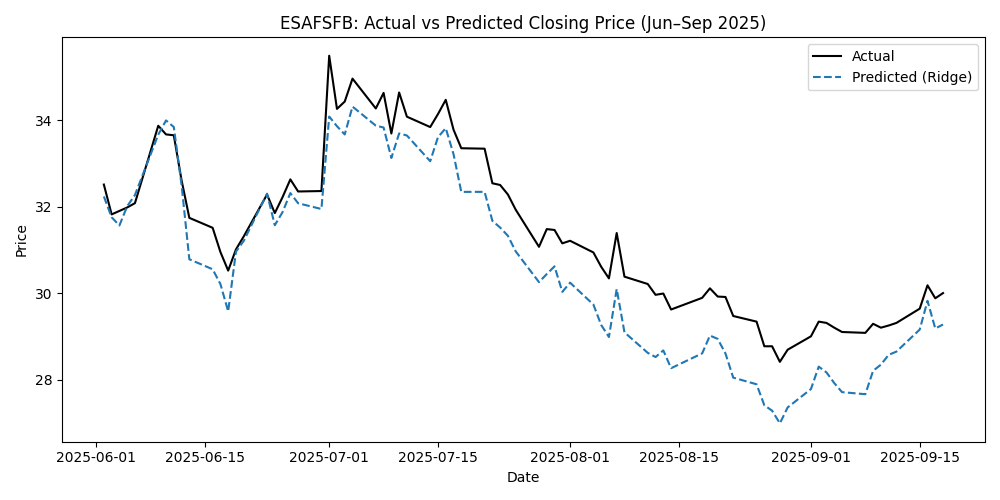 ESAFSFB: Actual vs Predicted Closing Price (Jun–Sep 2025)
Actual
Predicted (Ridge)
Price
34
32
30
28
2025-06-01
2025-06-15
2025-07-01
2025-07-15
2025-08-01
2025-08-15
2025-09-01
2025-09-15
Date